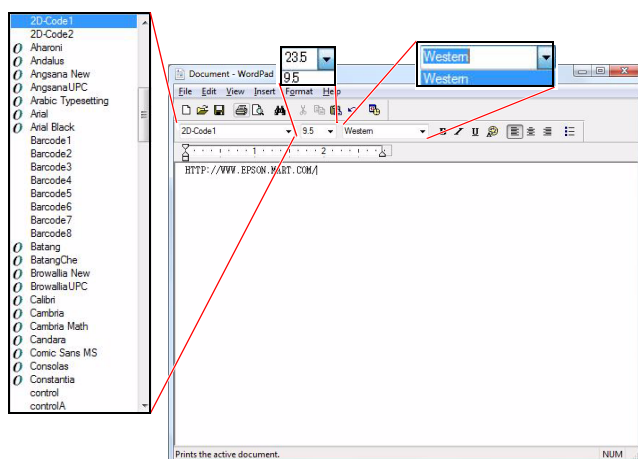 2D-Code1
2D-Code2
Aharoni
Andalus
Angsana New
AngsanaUPC
Arabic Typesetting
Arial
Arial Black
Barcode1
Barcode2
Barcode3
Barcode4
Barcode5
Barcode6
Barcode7
Barcode8
Batang
BatangChe
Browallia New
BrowalliaUPC
Calibri
Cambria
Cambria Math
Candara
Comic Sans MS
Consolas
Constantia
control
controlA
23.5
9.5
Western
Western
Document - WordPad
File Edit View Insert Format Help
2D-Code1 9.5 Western
B I U
1 2
HTTP://WWW.EPSON.MART.COM/
Prints the active document. NUM